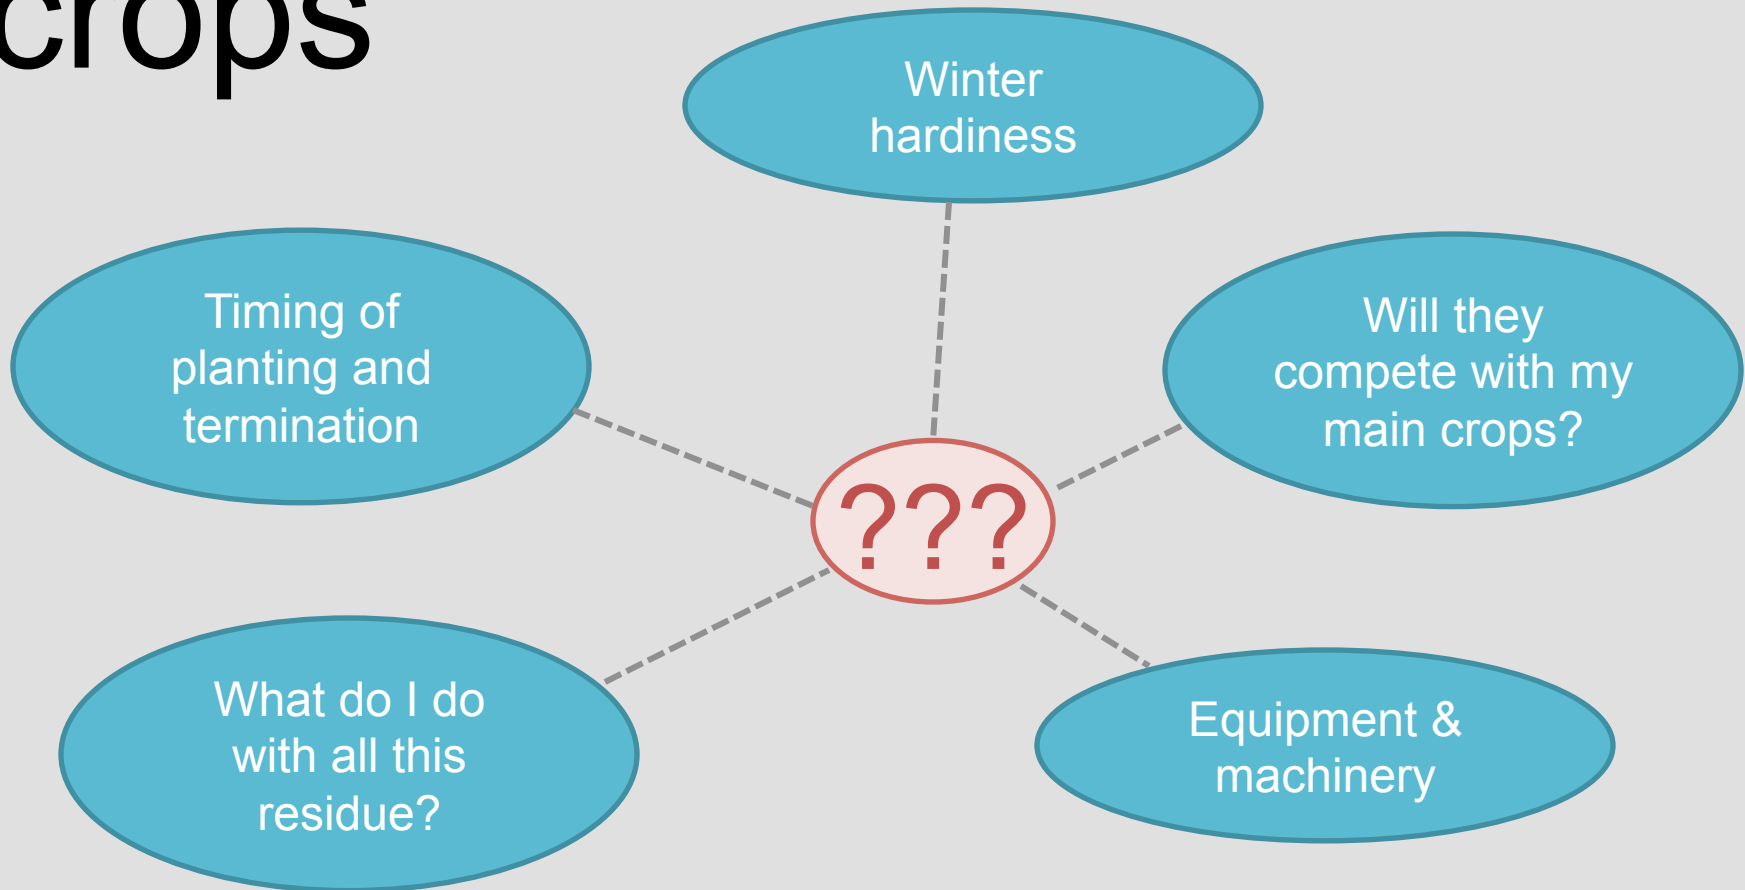 crops
Winter
hardiness
Timing of
planting and
termination
Will they
compete with my
main crops?
???
What do I do
with all this
residue?
Equipment &
machinery